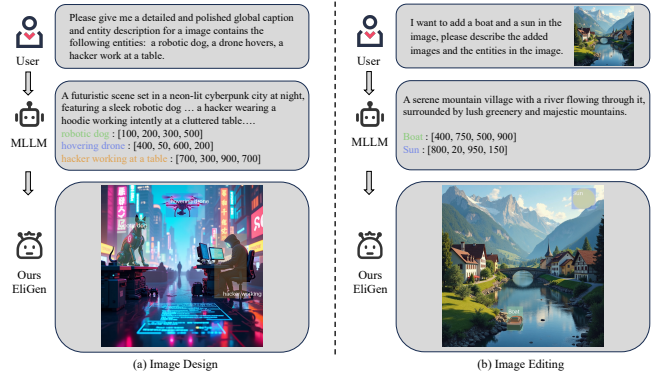 Please give me a detailed and polished global caption
and entity description for a image contains the
following entities: a robotic dog, a drone hovers, a
hacker work at a table.
User
A futuristic scene set in a neon-lit cyberpunk city at night,
featuring a sleek robotic dog … a hacker wearing a
hoodie working intently at a cluttered table….
robotic dog : [100, 200, 300, 500]
hovering drone : [400, 50, 600, 200]
hacker working at a table : [700, 300, 900, 700]
MLLM
Ours
EliGen
hacker working
(a) Image Design
I want to add a boat and a sun in the
image, please describe the added
images and the entities in the image.
User
A serene mountain village with a river flowing through it,
surrounded by lush greenery and majestic mountains.
Boat : [400, 750, 500, 900]
Sun : [800, 20, 950, 150]
MLLM
Ours
EliGen
Boat
(b) Image Editing